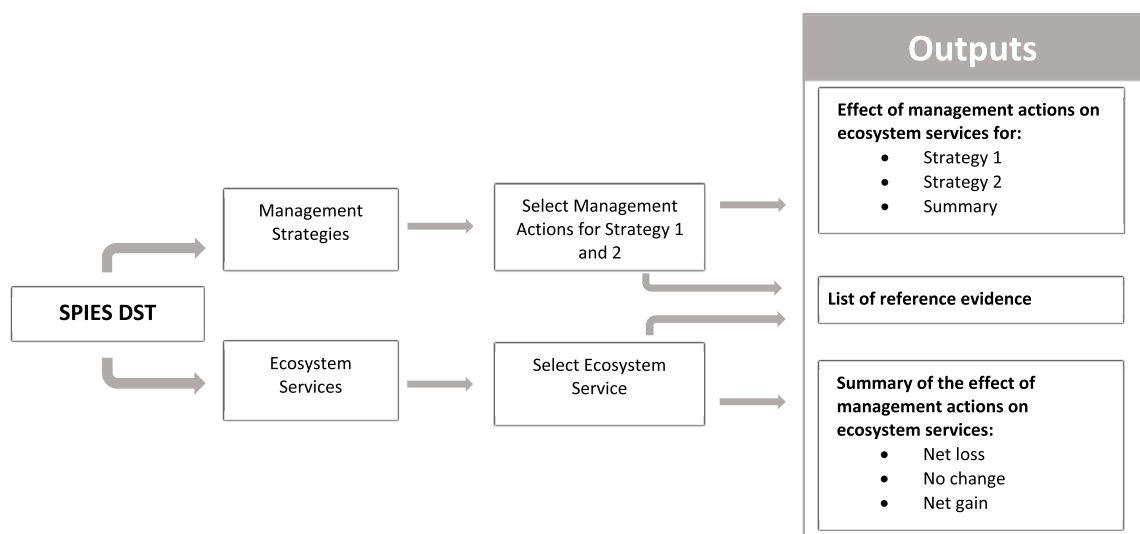 Outputs
Effect of management actions on
ecosystem services for:
• Strategy 1
• Strategy 2
• Summary
Management
Strategies
Select Management
Actions for Strategy 1
and 2
SPIES DST
List of reference evidence
Ecosystem
Services
Select Ecosystem
Service
Summary of the effect of
management actions on
ecosystem services:
• Net loss
• No change
• Net gain